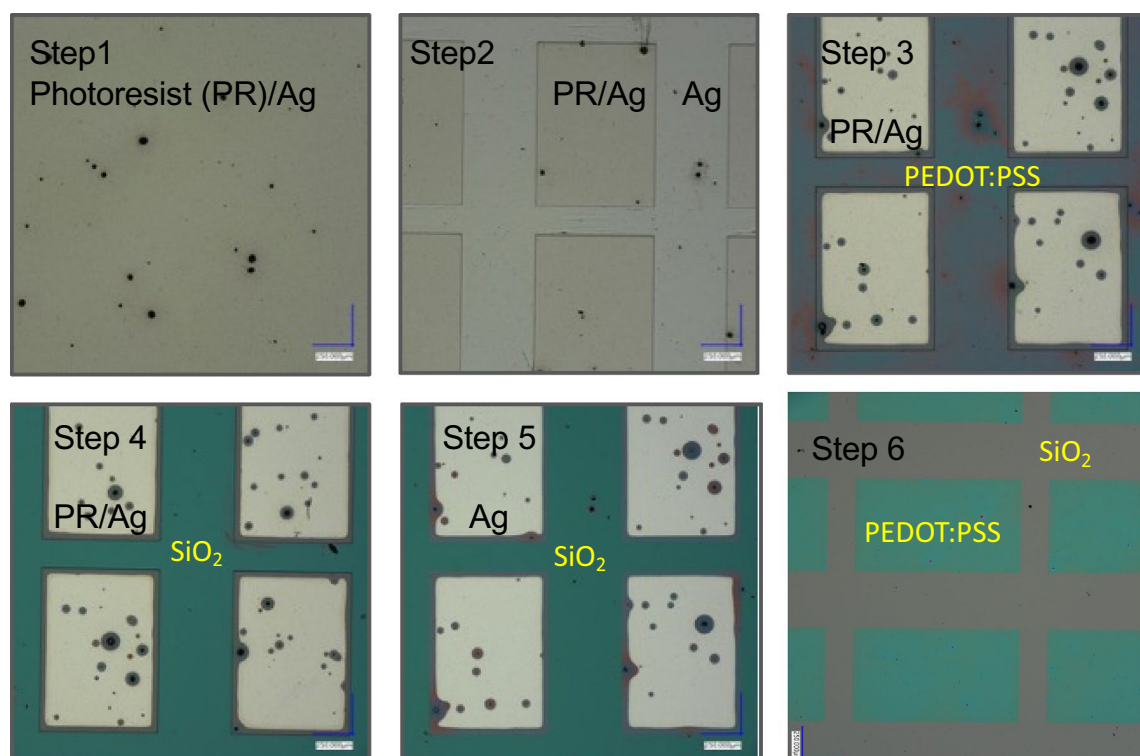 Step1
Photoresist (PR)/Ag
Step2
PR/Ag
Ag
Step 3
PR/Ag
PEDOT:PSS
Step 4
PR/Ag
SiO₂
Step 5
Ag
SiO₂
Step 6
SiO₂
PEDOT:PSS